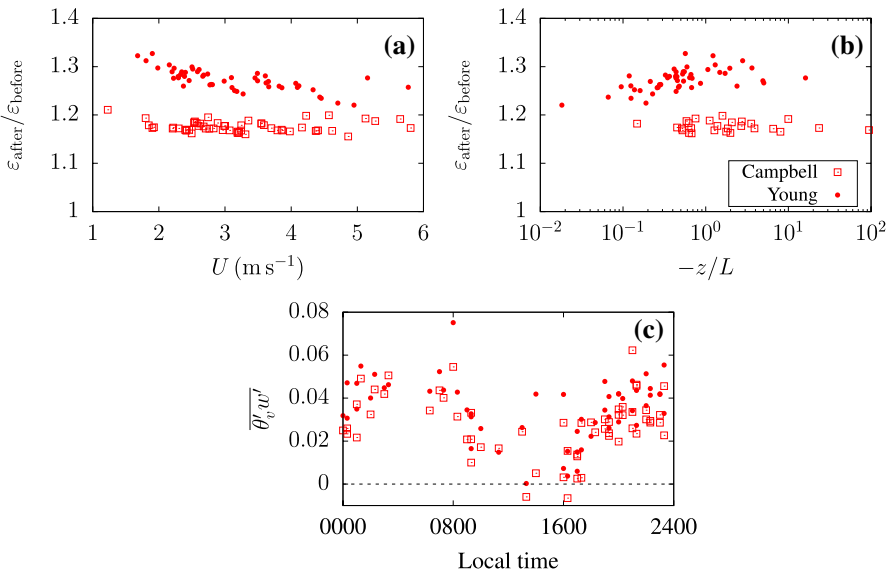 1.4
1.3
1.2
1.1
1
ε_after/ε_before
(a)
1 2 3 4 5 6
U (m s⁻¹)
1.4
1.3
1.2
1.1
1
ε_after/ε_before
(b)
Campbell
Young
10⁻² 10⁻¹ 10⁰ 10¹ 10²
−z/L
0.08
0.06
0.04
0.02
0
θ′ᵥw′
(c)
0000 0800 1600 2400
Local time